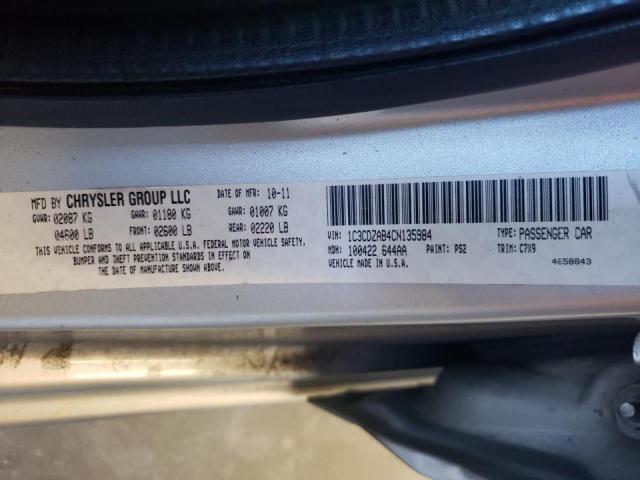 MFD BY CHRYSLER GROUP LLC DATE OF MFR: 10-11
GVWR: 02087 KG GAWR: 01180 KG GAWR: 01007 KG
04600 LB FRONT: 02600 LB REAR: 02220 LB
THIS VEHICLE CONFORMS TO ALL APPLICABLE U.S. FEDERAL MOTOR VEHICLE SAFETY,
BUMPER AND THEFT PREVENTION STANDARDS IN EFFECT ON
THE DATE OF MANUFACTURE SHOWN ABOVE.
VIN: 1C3CDZAB4CN135984 TYPE: PASSENGER CAR
MDH: 100422 644AA PAINT: PS2 TRIM: C7X9
VEHICLE MADE IN U.S.A. 4658843